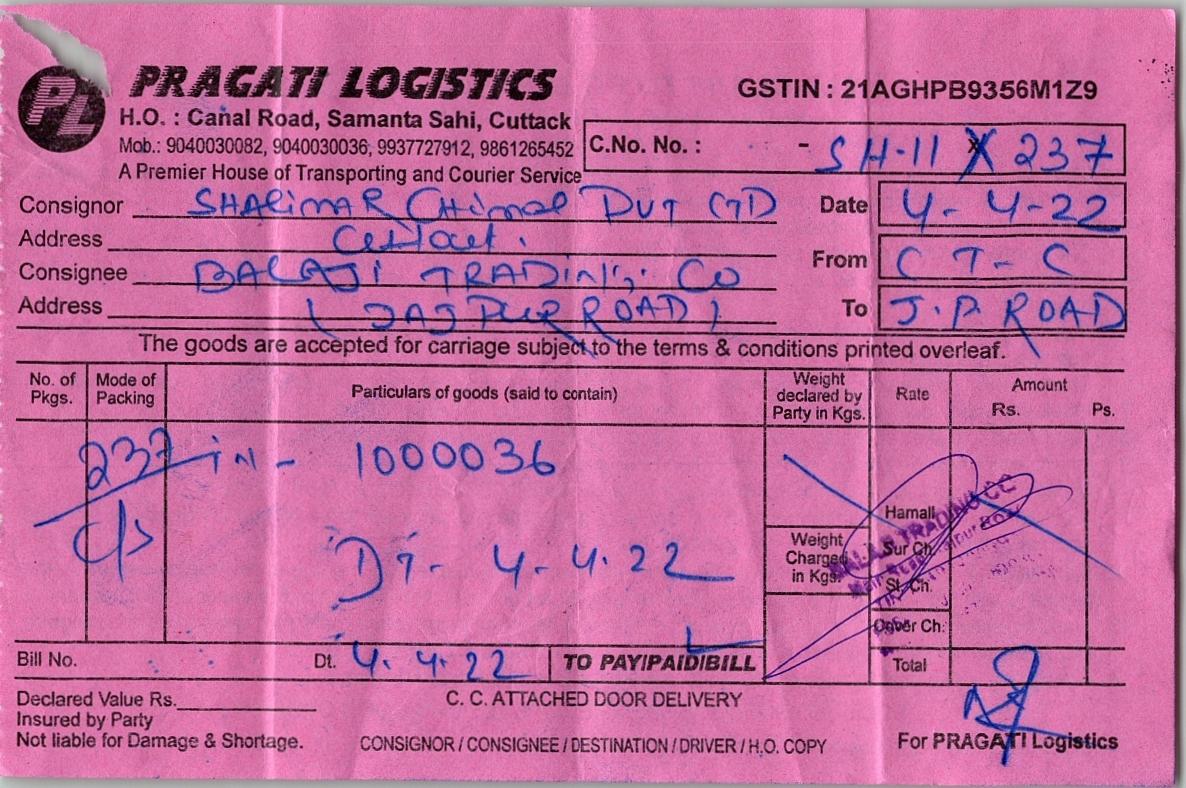 PL PRAGATI LOGISTICS
GSTIN : 21AGHPB9356M1Z9
H.O. : Canal Road, Samanta Sahi, Cuttack
Mob.: 9040030082, 9040030036, 9937727912, 9861265452
A Premier House of Transporting and Courier Service
C.No. No. : - SH-11 X 237
Consignor SHALIMAR Chimcal PVT LTD Date 4-4-22
Address
Consignee BALAJI TRADING CO From C T-C
Address (JAJPUR ROAD) To J.P. ROAD
The goods are accepted for carriage subject to the terms & conditions printed overleaf.
No. of Pkgs. Mode of Packing Particulars of goods (said to contain) Weight declared by Party in Kgs. Rate Amount Rs. Ps.
237 in - 1000036
c/s
DT- 4-4-22
Hamali
Weight Charged in Kgs.
Sur Ch.
St. Ch.
Other Ch.
Bill No. Dt. 4.4.22 TO PAY/PAID/BILL Total
Declared Value Rs. C. C. ATTACHED DOOR DELIVERY
Insured by Party
Not liable for Damage & Shortage. CONSIGNOR / CONSIGNEE / DESTINATION / DRIVER / H.O. COPY For PRAGATI Logistics